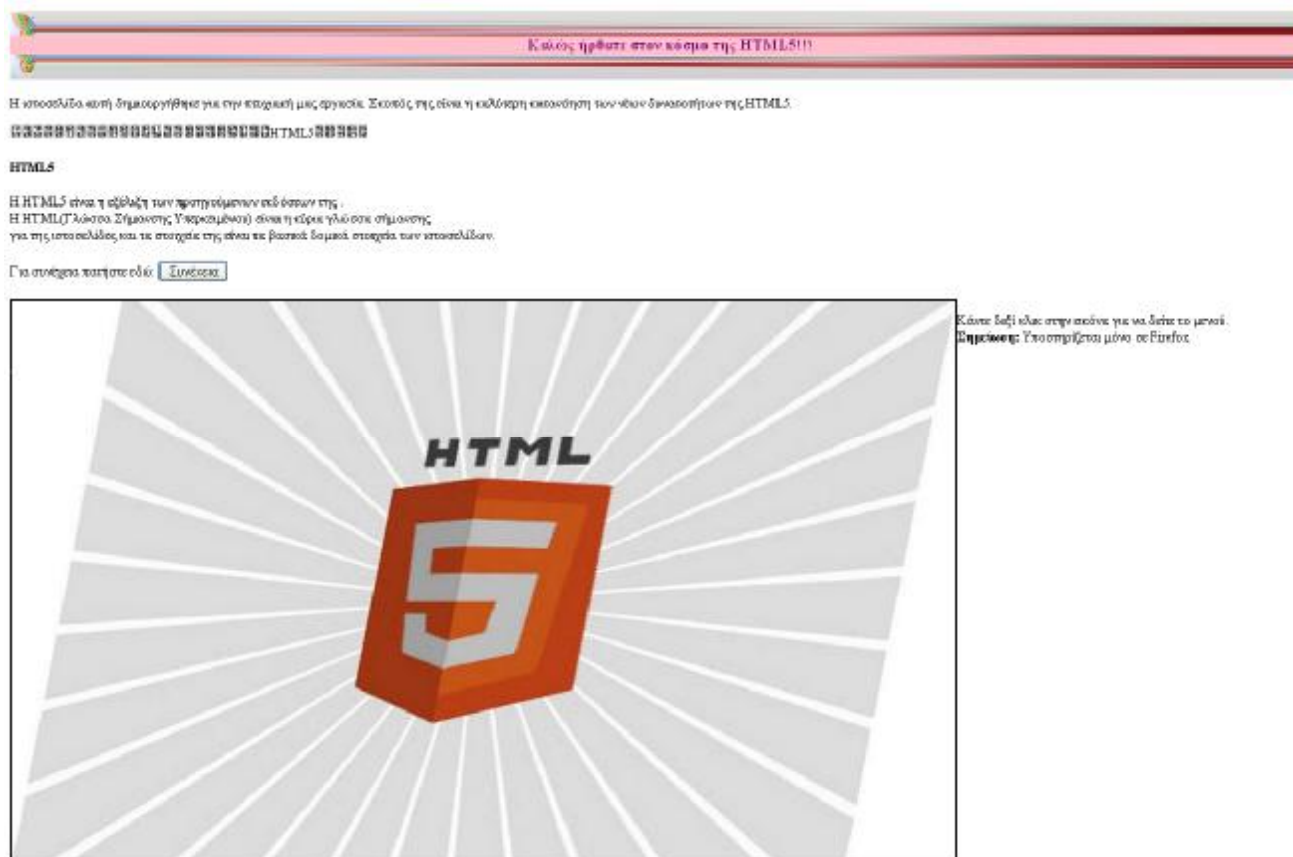 Καλώς ήρθατε στον κόσμο της HTML5!!!
Η ιστοσελίδα αυτή δημιουργήθηκε για την πτυχιακή μας εργασία. Σκοπός της είναι η καλύτερη κατανόηση των νέων δυνατοτήτων της HTML5.
HTML5
HTML5
Η HTML5 είναι η εξέλιξη των προηγούμενων εκδόσεων της .
Η HTML(Γλώσσα Σήμανσης Υπερκειμένου) είναι η κύρια γλώσσα σήμανσης
για της ιστοσελίδες και τα στοιχεία της είναι τα βασικά δομικά στοιχεία των ιστοσελίδων.
Για συνέχεια πατήστε εδώ: Συνέχεια
Κάντε δεξί κλικ στην εικόνα για να δείτε το μενού.
Σημείωση: Υποστηρίζεται μόνο σε Firefox
HTML
5